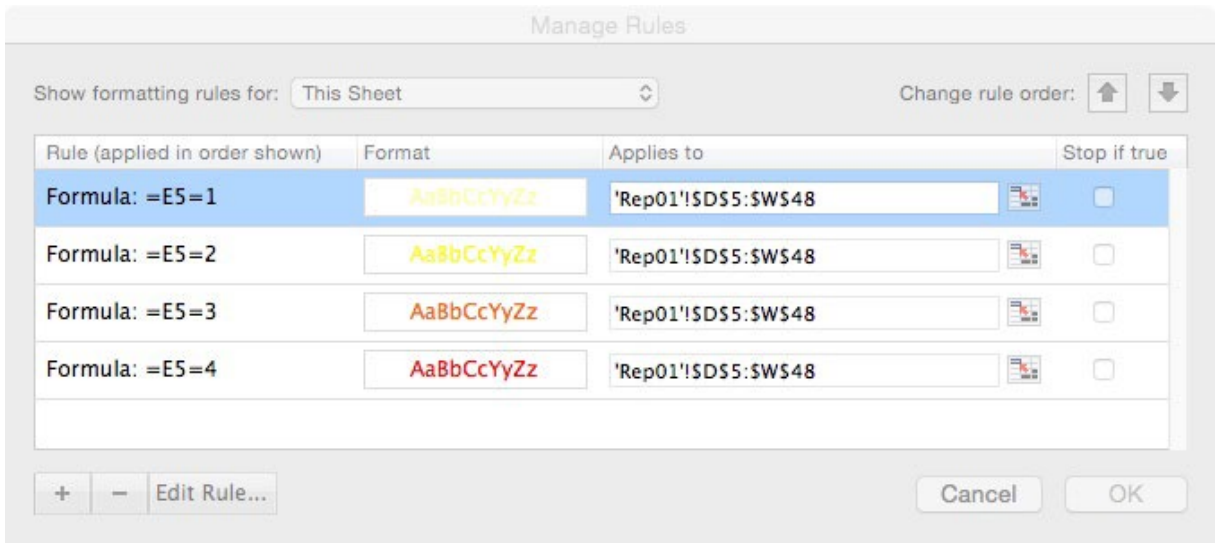 Manage Rules
Show formatting rules for: This Sheet Change rule order:
Rule (applied in order shown) Format Applies to Stop if true
Formula: =E5=1 AaBbCcYyZz 'Rep01'!$D$5:$W$48
Formula: =E5=2 AaBbCcYyZz 'Rep01'!$D$5:$W$48
Formula: =E5=3 AaBbCcYyZz 'Rep01'!$D$5:$W$48
Formula: =E5=4 AaBbCcYyZz 'Rep01'!$D$5:$W$48
+ − Edit Rule... Cancel OK